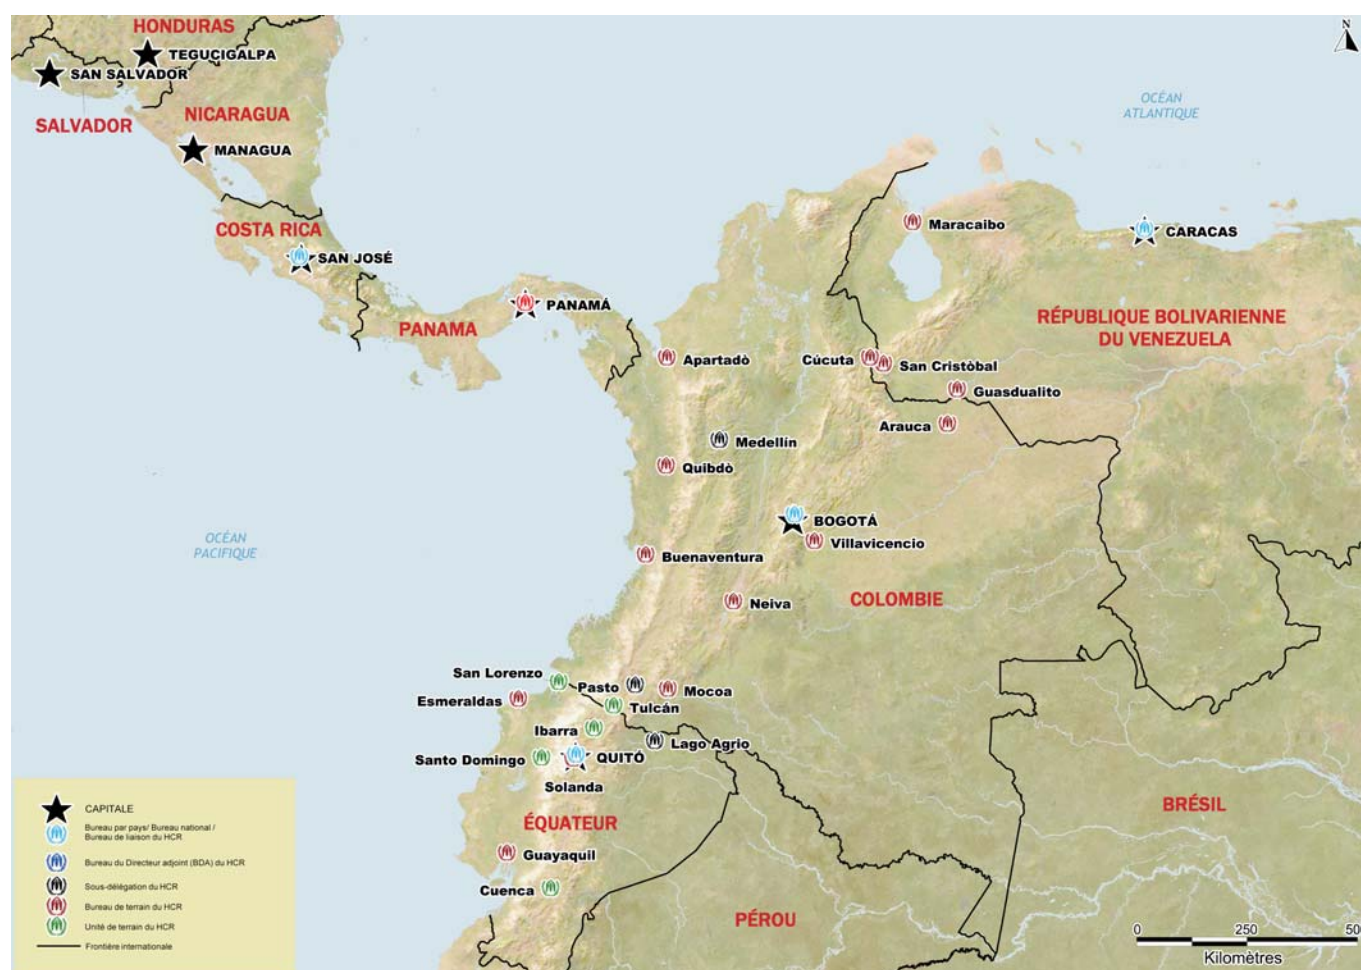 HONDURAS
TEGUCIGALPA
SAN SALVADOR
SALVADOR
NICARAGUA
MANAGUA
OCÉAN
ATLANTIQUE
COSTA RICA
SAN JOSÉ
Maracaibo
CARACAS
PANAMÁ
PANAMA
RÉPUBLIQUE BOLIVARIENNE
DU VENEZUELA
Apartadò
Cúcuta
San Cristòbal
Guasdualito
Arauca
Medellín
Quibdò
OCÉAN
PACIFIQUE
BOGOTÁ
Villavicencio
Buenaventura
COLOMBIE
Neiva
San Lorenzo
Pasto
Mocoa
Esmeraldas
Tulcán
Ibarra
Lago Agrio
Santo Domingo
QUITÓ
Solanda
BRÉSIL
ÉQUATEUR
Guayaquil
Cuenca
PÉROU
CAPITALE
Bureau par pays/ Bureau national /
Bureau de liaison du HCR
Bureau du Directeur adjoint (BDA) du HCR
Sous-délégation du HCR
Bureau de terrain du HCR
Unité de terrain du HCR
Frontière internationale
0 250 500
Kilomètres